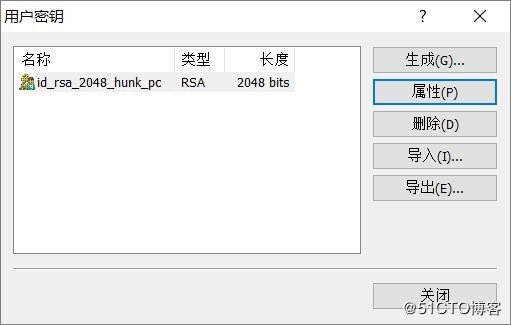 用户密钥
名称 类型 长度
id_rsa_2048_hunk_pc RSA 2048 bits
生成(G)...
属性(P)
删除(D)
导入(I)...
导出(E)...
关闭
@51CTO博客